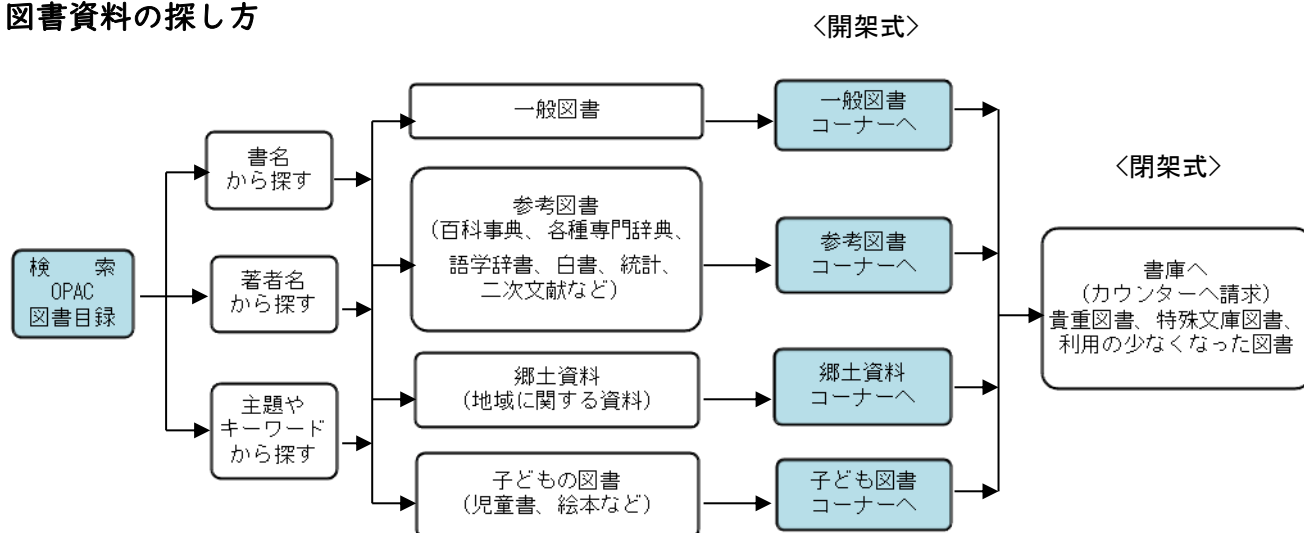 図書資料の探し方
〈開架式〉
〈閉架式〉
検　　索
OPAC
図書目録
書名
から探す
著者名
から探す
主題や
キーワード
から探す
一般図書
参考図書
(百科事典、各種専門辞典、
語学辞書、白書、統計、
二次文献など)
郷土資料
(地域に関する資料)
子どもの図書
(児童書、絵本など)
一般図書
コーナーへ
参考図書
コーナーへ
郷土資料
コーナーへ
子ども図書
コーナーへ
書庫へ
(カウンターへ請求)
貴重図書、特殊文庫図書、
利用の少なくなった図書